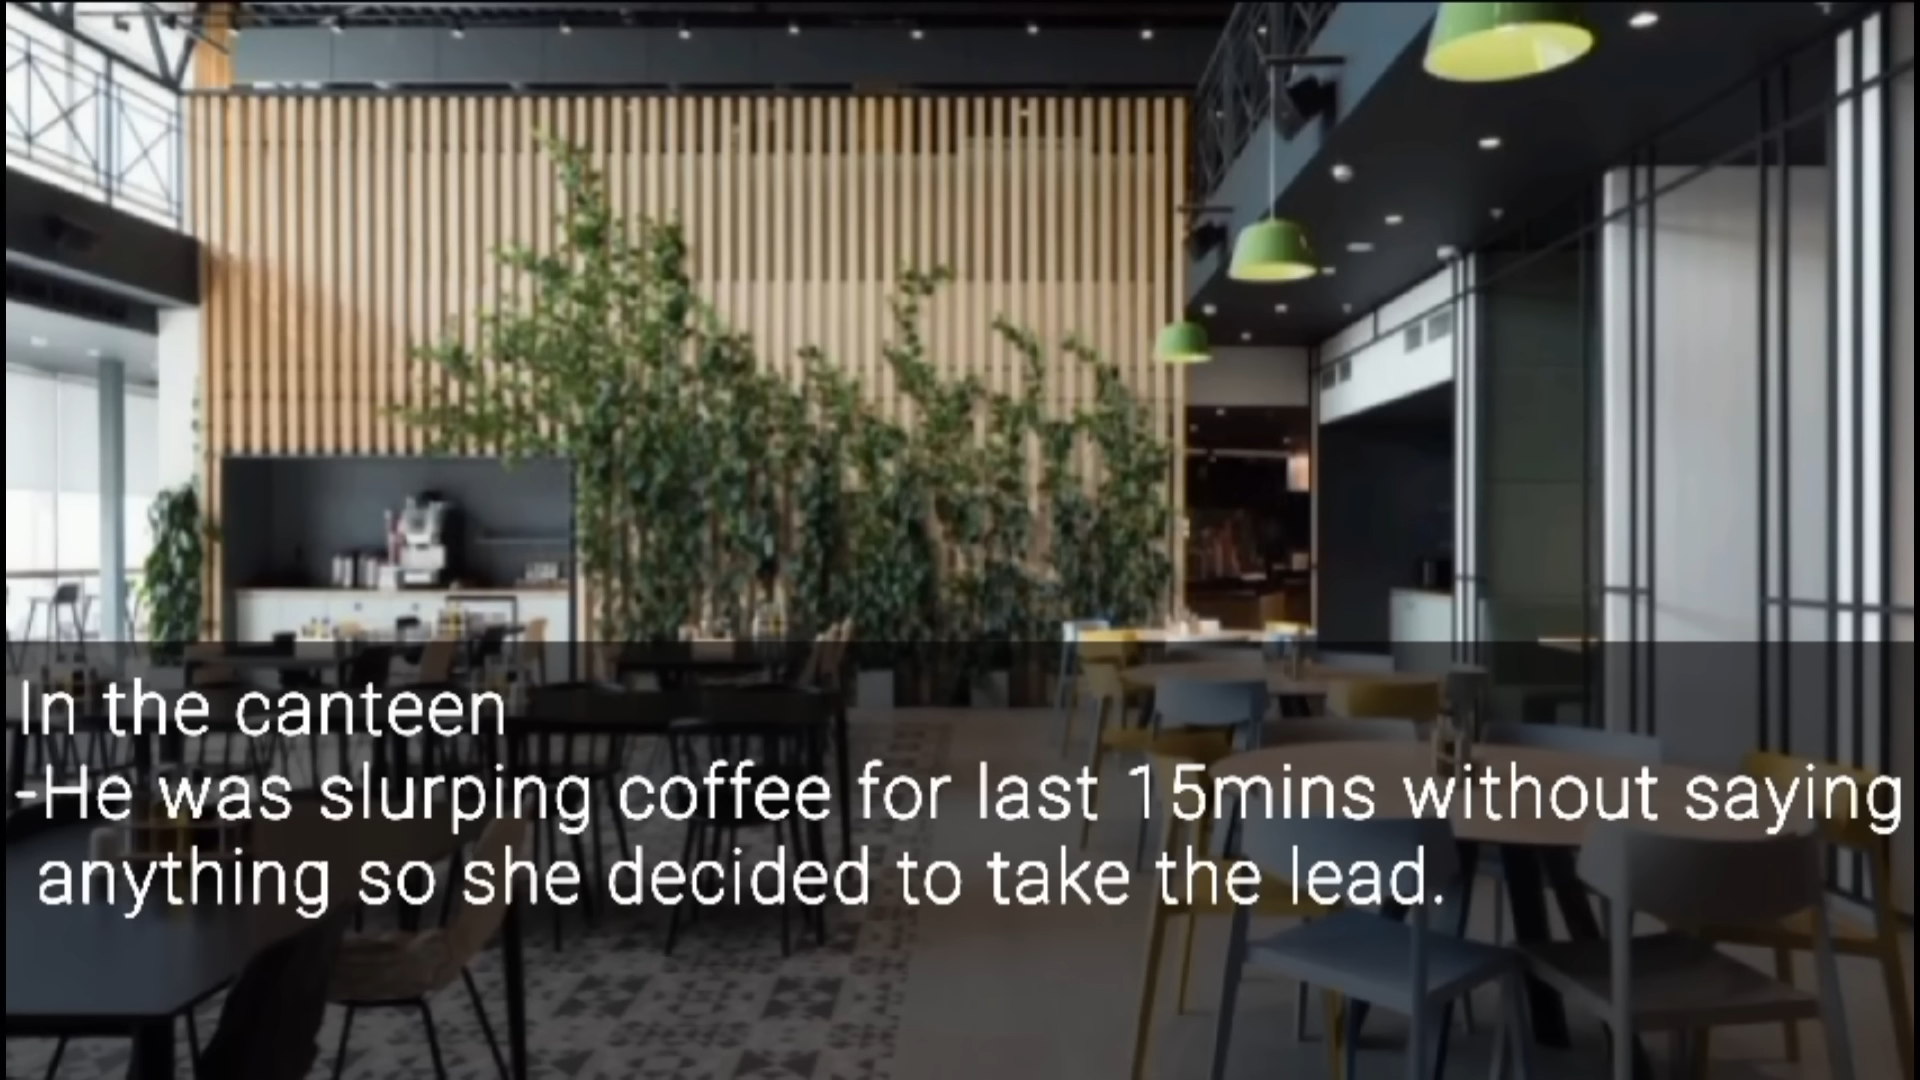 In the canteen
-He was slurping coffee for last 15mins without saying
anything so she decided to take the lead.